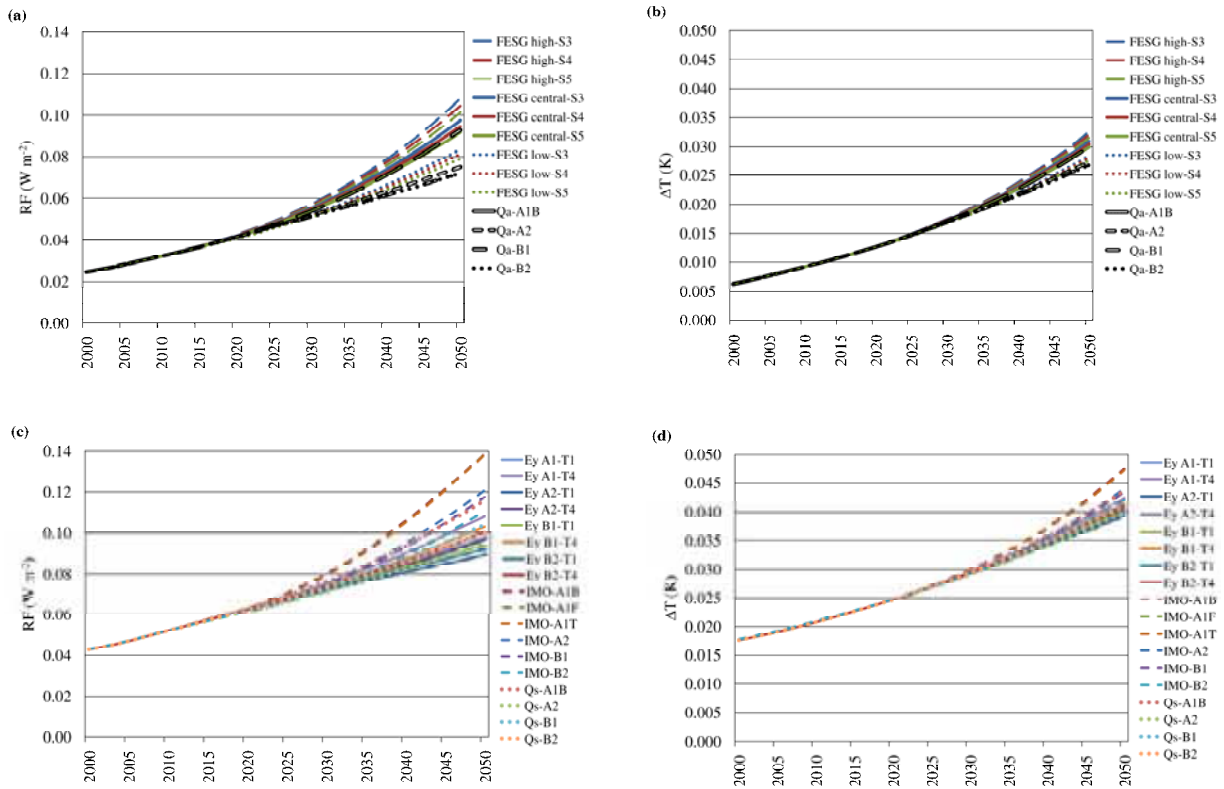 (a)
RF (W m-2)
0.14
0.12
0.10
0.08
0.06
0.04
0.02
0.00
2000
2005
2010
2015
2020
2025
2030
2035
2040
2045
2050
FESG high-S3
FESG high-S4
FESG high-S5
FESG central-S3
FESG central-S4
FESG central-S5
FESG low-S3
FESG low-S4
FESG low-S5
Qa-A1B
Qa-A2
Qa-B1
Qa-B2
(b)
ΔT (K)
0.050
0.045
0.040
0.035
0.030
0.025
0.020
0.015
0.010
0.005
0.000
2000
2005
2010
2015
2020
2025
2030
2035
2040
2045
2050
FESG high-S3
FESG high-S4
FESG high-S5
FESG central-S3
FESG central-S4
FESG central-S5
FESG low-S3
FESG low-S4
FESG low-S5
Qa-A1B
Qa-A2
Qa-B1
Qa-B2
(c)
RF (W m-2)
0.14
0.12
0.10
0.08
0.06
0.04
0.02
0.00
2000
2005
2010
2015
2020
2025
2030
2035
2040
2045
2050
Ey A1-T1
Ey A1-T4
Ey A2-T1
Ey A2-T4
Ey B1-T1
Ey B1-T4
Ey B2-T1
Ey B2-T4
IMO-A1B
IMO-A1F
IMO-A1T
IMO-A2
IMO-B1
IMO-B2
Qs-A1B
Qs-A2
Qs-B1
Qs-B2
(d)
ΔT (K)
0.050
0.045
0.040
0.035
0.030
0.025
0.020
0.015
0.010
0.005
0.000
2000
2005
2010
2015
2020
2025
2030
2035
2040
2045
2050
Ey A1-T1
Ey A1-T4
Ey A2-T1
Ey A2-T4
Ey B1-T1
Ey B1-T4
Ey B2-T1
Ey B2-T4
IMO-A1B
IMO-A1F
IMO-A1T
IMO-A2
IMO-B1
IMO-B2
Qs-A1B
Qs-A2
Qs-B1
Qs-B2